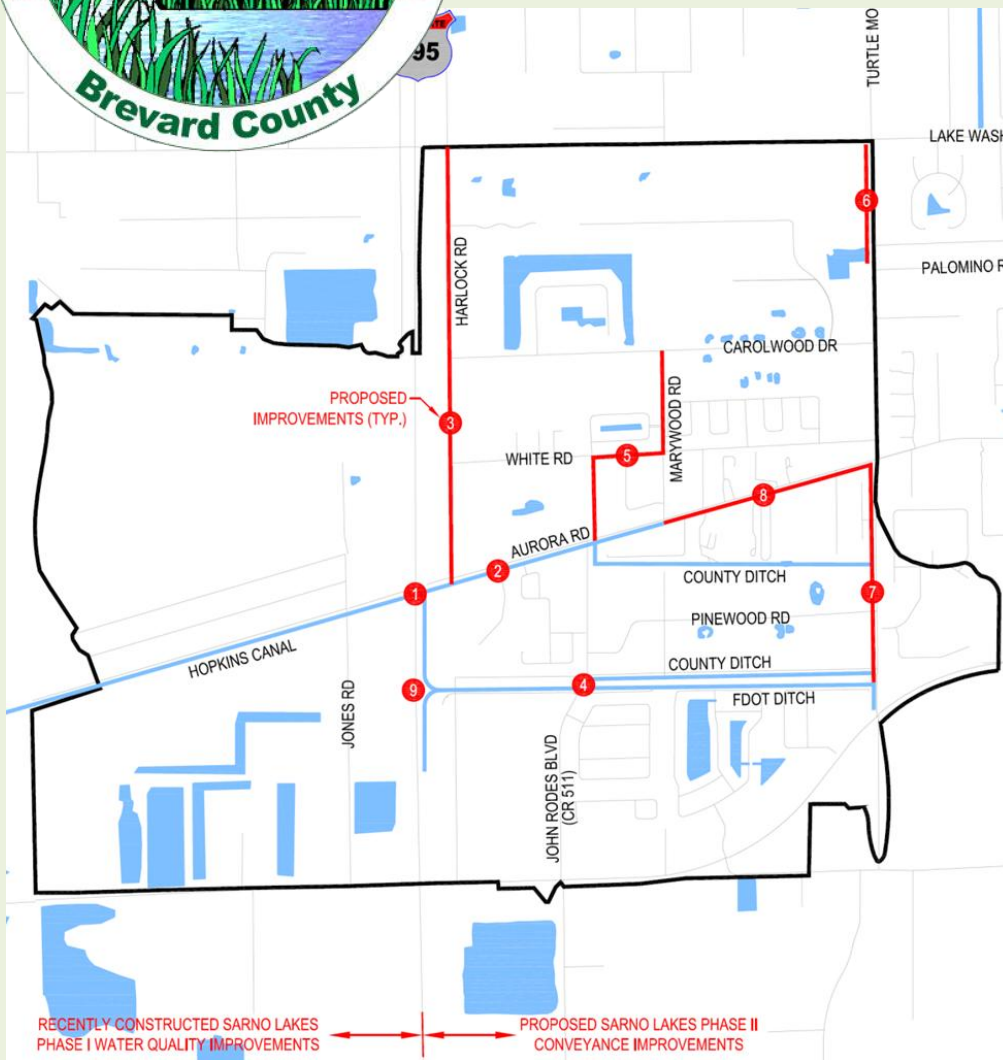 Brevard County
95
TURTLE MO
LAKE WASH
6
PALOMINO R
HARLOCK RD
CAROLWOOD DR
PROPOSED
IMPROVEMENTS (TYP.)
3
MARYWOOD RD
WHITE RD
5
8
AURORA RD
2
1
COUNTY DITCH
7
PINEWOOD RD
HOPKINS CANAL
COUNTY DITCH
9
4
FDOT DITCH
JONES RD
JOHN RODES BLVD
(CR 511)
RECENTLY CONSTRUCTED SARNO LAKES
PHASE I WATER QUALITY IMPROVEMENTS
PROPOSED SARNO LAKES PHASE II
CONVEYANCE IMPROVEMENTS